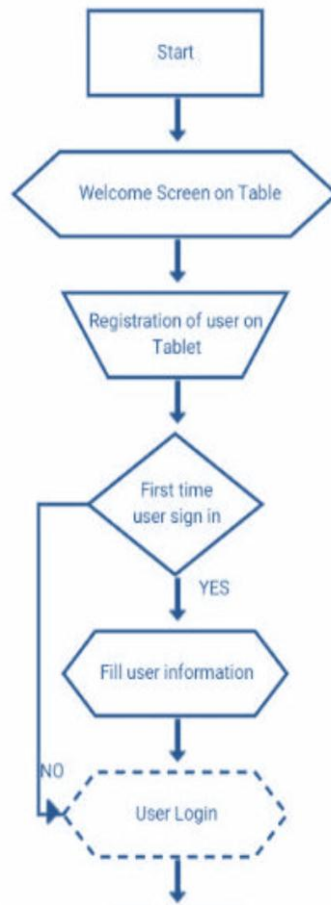 Start
Welcome Screen on Table
Registration of user on
Tablet
First time
user sign in
YES
Fill user information
NO
User Login